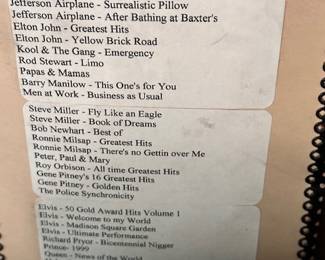 Jefferson Airplane - Surrealistic Pillow
Jefferson Airplane - After Bathing at Baxter's
Elton John - Greatest Hits
Elton John - Yellow Brick Road
Kool & The Gang - Emergency
Rod Stewart - Limo
Papas & Mamas
Barry Manilow - This One's for You
Men at Work - Business as Usual
Steve Miller - Fly Like an Eagle
Steve Miller - Book of Dreams
Bob Newhart - Best of
Ronnie Milsap - Greatest Hits
Ronnie Milsap - There's no Gettin over Me
Peter, Paul & Mary
Roy Orbison - All time Greatest Hits
Gene Pitney's 16 Greatest Hits
Gene Pitney - Golden Hits
The Police Synchronicity
Elvis - 50 Gold Award Hits Volume 1
Elvis - Welcome to my World
Elvis - Madison Square Garden
Elvis - Ultimate Performance
Richard Pryor - Bicentennial Nigger
Prince- 1999
Queen - News of the World